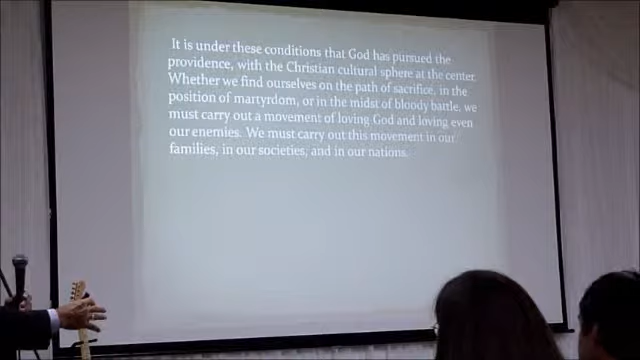 It is under these conditions that God has pursued the
providence, with the Christian cultural sphere at the center.
Whether we find ourselves on the path of sacrifice, in the
position of martyrdom, or in the midst of bloody battle, we
must carry out a movement of loving God and loving even
our enemies. We must carry out this movement in our
families, in our societies, and in our nations.